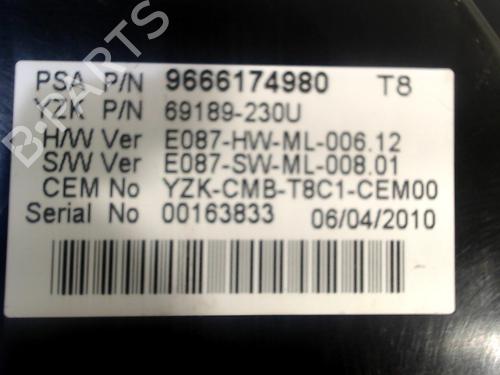 PSA P/N 9666174980 T8
YZK P/N 69189-230U
H/W Ver E087-HW-ML-006.12
S/W Ver E087-SW-ML-008.01
CEM No YZK-CMB-T8C1-CEM00
Serial No 00163833 06/04/2010
B-PARTS